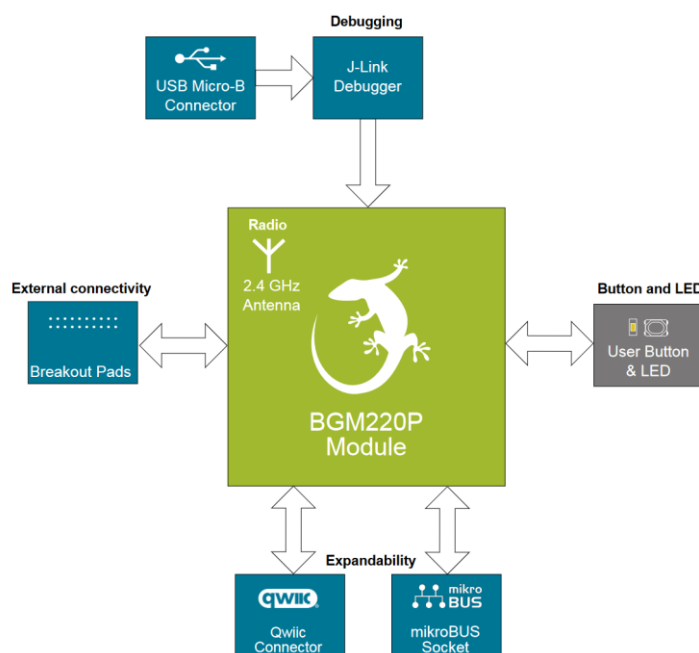 Debugging
USB Micro-B
Connector
J-Link
Debugger
Radio
2.4 GHz
Antenna
External connectivity
Breakout Pads
BGM220P
Module
Button and LED
User Button
& LED
Expandability
qwiic
Qwiic
Connector
mikro
BUS
mikroBUS
Socket